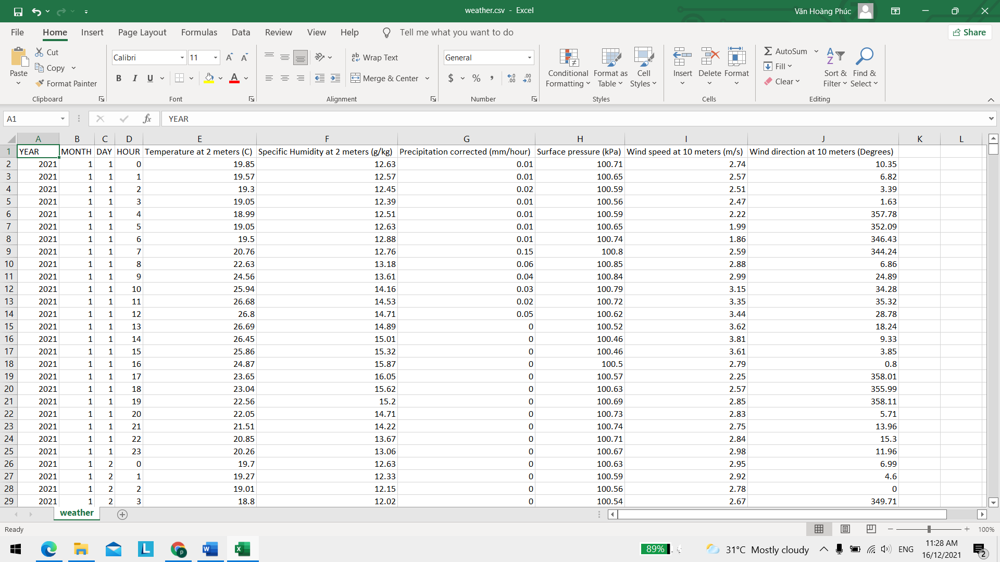 weather.csv - Excel
Văn Hoàng Phúc
File Home Insert Page Layout Formulas Data Review View Help Tell me what you want to do Share
Paste
Cut
Copy
Format Painter
Clipboard
Calibri 11
B I U
Font
Wrap Text
Merge & Center
Alignment
General
$ % ,
Number
Conditional Formatting
Format as Table
Cell Styles
Styles
Insert Delete Format
Cells
AutoSum
Fill
Clear
Sort & Filter
Find & Select
Editing
A1 fx YEAR
A B C D E F G H I J K L
1 YEAR MONTH DAY HOUR Temperature at 2 meters (C) Specific Humidity at 2 meters (g/kg) Precipitation corrected (mm/hour) Surface pressure (kPa) Wind speed at 10 meters (m/s) Wind direction at 10 meters (Degrees)
2 2021 1 1 0 19.85 12.63 0.01 100.71 2.74 10.35
3 2021 1 1 1 19.57 12.57 0.01 100.65 2.57 6.82
4 2021 1 1 2 19.3 12.45 0.02 100.59 2.51 3.39
5 2021 1 1 3 19.05 12.39 0.01 100.56 2.47 1.63
6 2021 1 1 4 18.99 12.51 0.01 100.59 2.22 357.78
7 2021 1 1 5 19.05 12.63 0.01 100.65 1.99 352.09
8 2021 1 1 6 19.5 12.88 0.01 100.74 1.86 346.43
9 2021 1 1 7 20.76 12.76 0.15 100.8 2.59 344.24
10 2021 1 1 8 22.63 13.18 0.06 100.85 2.88 6.86
11 2021 1 1 9 24.56 13.61 0.04 100.84 2.99 24.89
12 2021 1 1 10 25.94 14.16 0.03 100.79 3.15 34.28
13 2021 1 1 11 26.68 14.53 0.02 100.72 3.35 35.32
14 2021 1 1 12 26.8 14.71 0.05 100.62 3.44 28.78
15 2021 1 1 13 26.69 14.89 0 100.52 3.62 18.24
16 2021 1 1 14 26.45 15.01 0 100.46 3.81 9.33
17 2021 1 1 15 25.86 15.32 0 100.46 3.61 3.85
18 2021 1 1 16 24.87 15.87 0 100.5 2.79 0.8
19 2021 1 1 17 23.65 16.05 0 100.57 2.25 358.01
20 2021 1 1 18 23.04 15.62 0 100.63 2.57 355.99
21 2021 1 1 19 22.56 15.2 0 100.69 2.85 358.11
22 2021 1 1 20 22.05 14.71 0 100.73 2.83 5.71
23 2021 1 1 21 21.51 14.22 0 100.74 2.75 13.96
24 2021 1 1 22 20.85 13.67 0 100.71 2.84 15.3
25 2021 1 1 23 20.26 13.06 0 100.67 2.98 11.96
26 2021 1 2 0 19.7 12.63 0 100.63 2.95 6.99
27 2021 1 2 1 19.27 12.33 0 100.59 2.92 4.6
28 2021 1 2 2 19.01 12.15 0 100.56 2.78 0
29 2021 1 2 3 18.8 12.02 0 100.54 2.67 349.71
weather
Ready
100%
89%
31°C Mostly cloudy
ENG
11:28 AM
16/12/2021
2